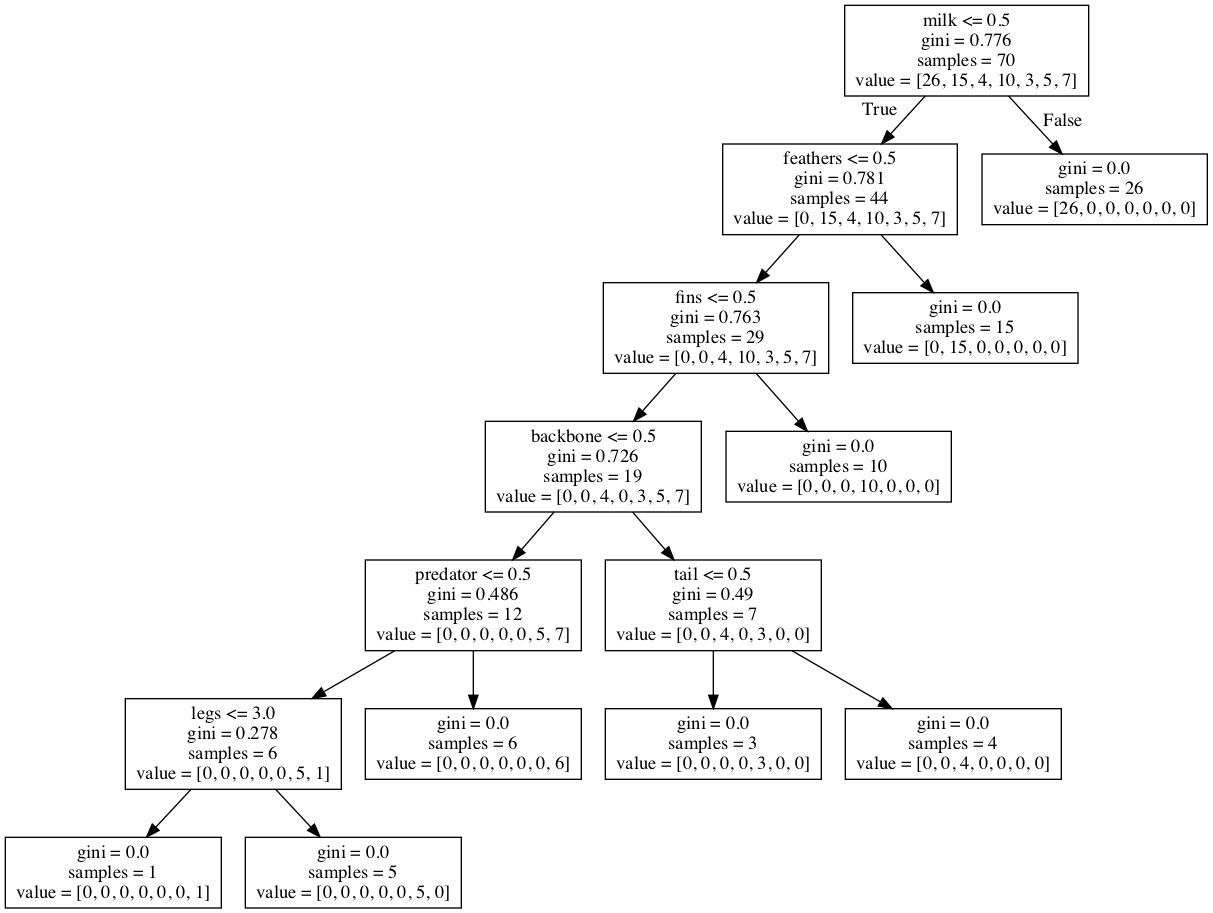 milk <= 0.5
gini = 0.776
samples = 70
value = [26, 15, 4, 10, 3, 5, 7]
True
False
feathers <= 0.5
gini = 0.781
samples = 44
value = [0, 15, 4, 10, 3, 5, 7]
gini = 0.0
samples = 26
value = [26, 0, 0, 0, 0, 0, 0]
fins <= 0.5
gini = 0.763
samples = 29
value = [0, 0, 4, 10, 3, 5, 7]
gini = 0.0
samples = 15
value = [0, 15, 0, 0, 0, 0, 0]
backbone <= 0.5
gini = 0.726
samples = 19
value = [0, 0, 4, 0, 3, 5, 7]
gini = 0.0
samples = 10
value = [0, 0, 0, 10, 0, 0, 0]
predator <= 0.5
gini = 0.486
samples = 12
value = [0, 0, 0, 0, 0, 5, 7]
tail <= 0.5
gini = 0.49
samples = 7
value = [0, 0, 4, 0, 3, 0, 0]
legs <= 3.0
gini = 0.278
samples = 6
value = [0, 0, 0, 0, 0, 5, 1]
gini = 0.0
samples = 6
value = [0, 0, 0, 0, 0, 0, 6]
gini = 0.0
samples = 3
value = [0, 0, 0, 0, 3, 0, 0]
gini = 0.0
samples = 4
value = [0, 0, 4, 0, 0, 0, 0]
gini = 0.0
samples = 1
value = [0, 0, 0, 0, 0, 0, 1]
gini = 0.0
samples = 5
value = [0, 0, 0, 0, 0, 5, 0]